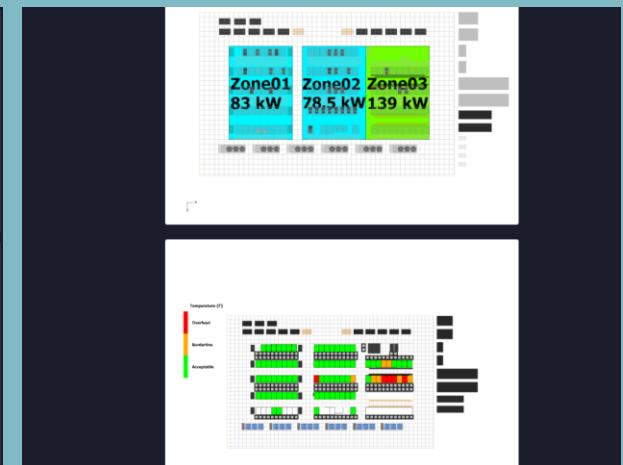 Zone01 Zone02 Zone03
83 kW 78.5 kW 139 kW
Temperature (F)
Overheat
Borderline
Acceptable